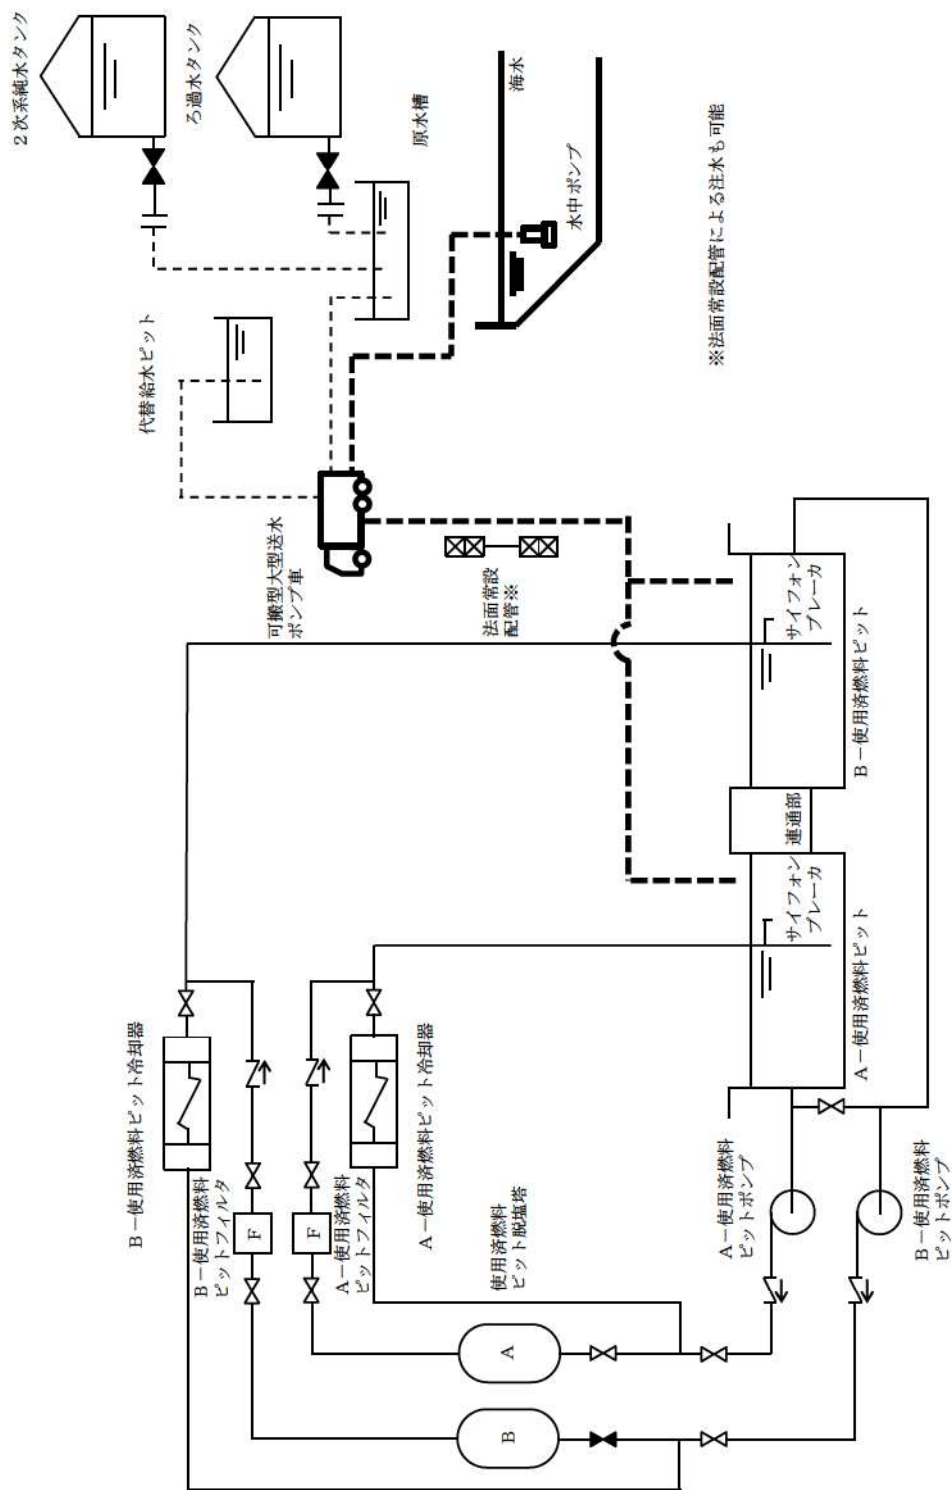 ２次系純水タンク
ろ過水タンク
原水槽
代替給水ピット
海水
水中ポンプ
※法面常設配管による注水も可能
可搬型大型送水
ポンプ車
法面常設
配管※
B－使用済燃料ピット冷却器
B－使用済燃料
ピットフィルタ
F
F
A－使用済燃料
ピットフィルタ
A－使用済燃料ピット冷却器
使用済燃料
ピット脱塩塔
A
B
サイフォン
ブレーカ
B－使用済燃料ピット
連通部
サイフォン
ブレーカ
A－使用済燃料ピット
A－使用済燃料
ピットポンプ
B－使用済燃料
ピットポンプ